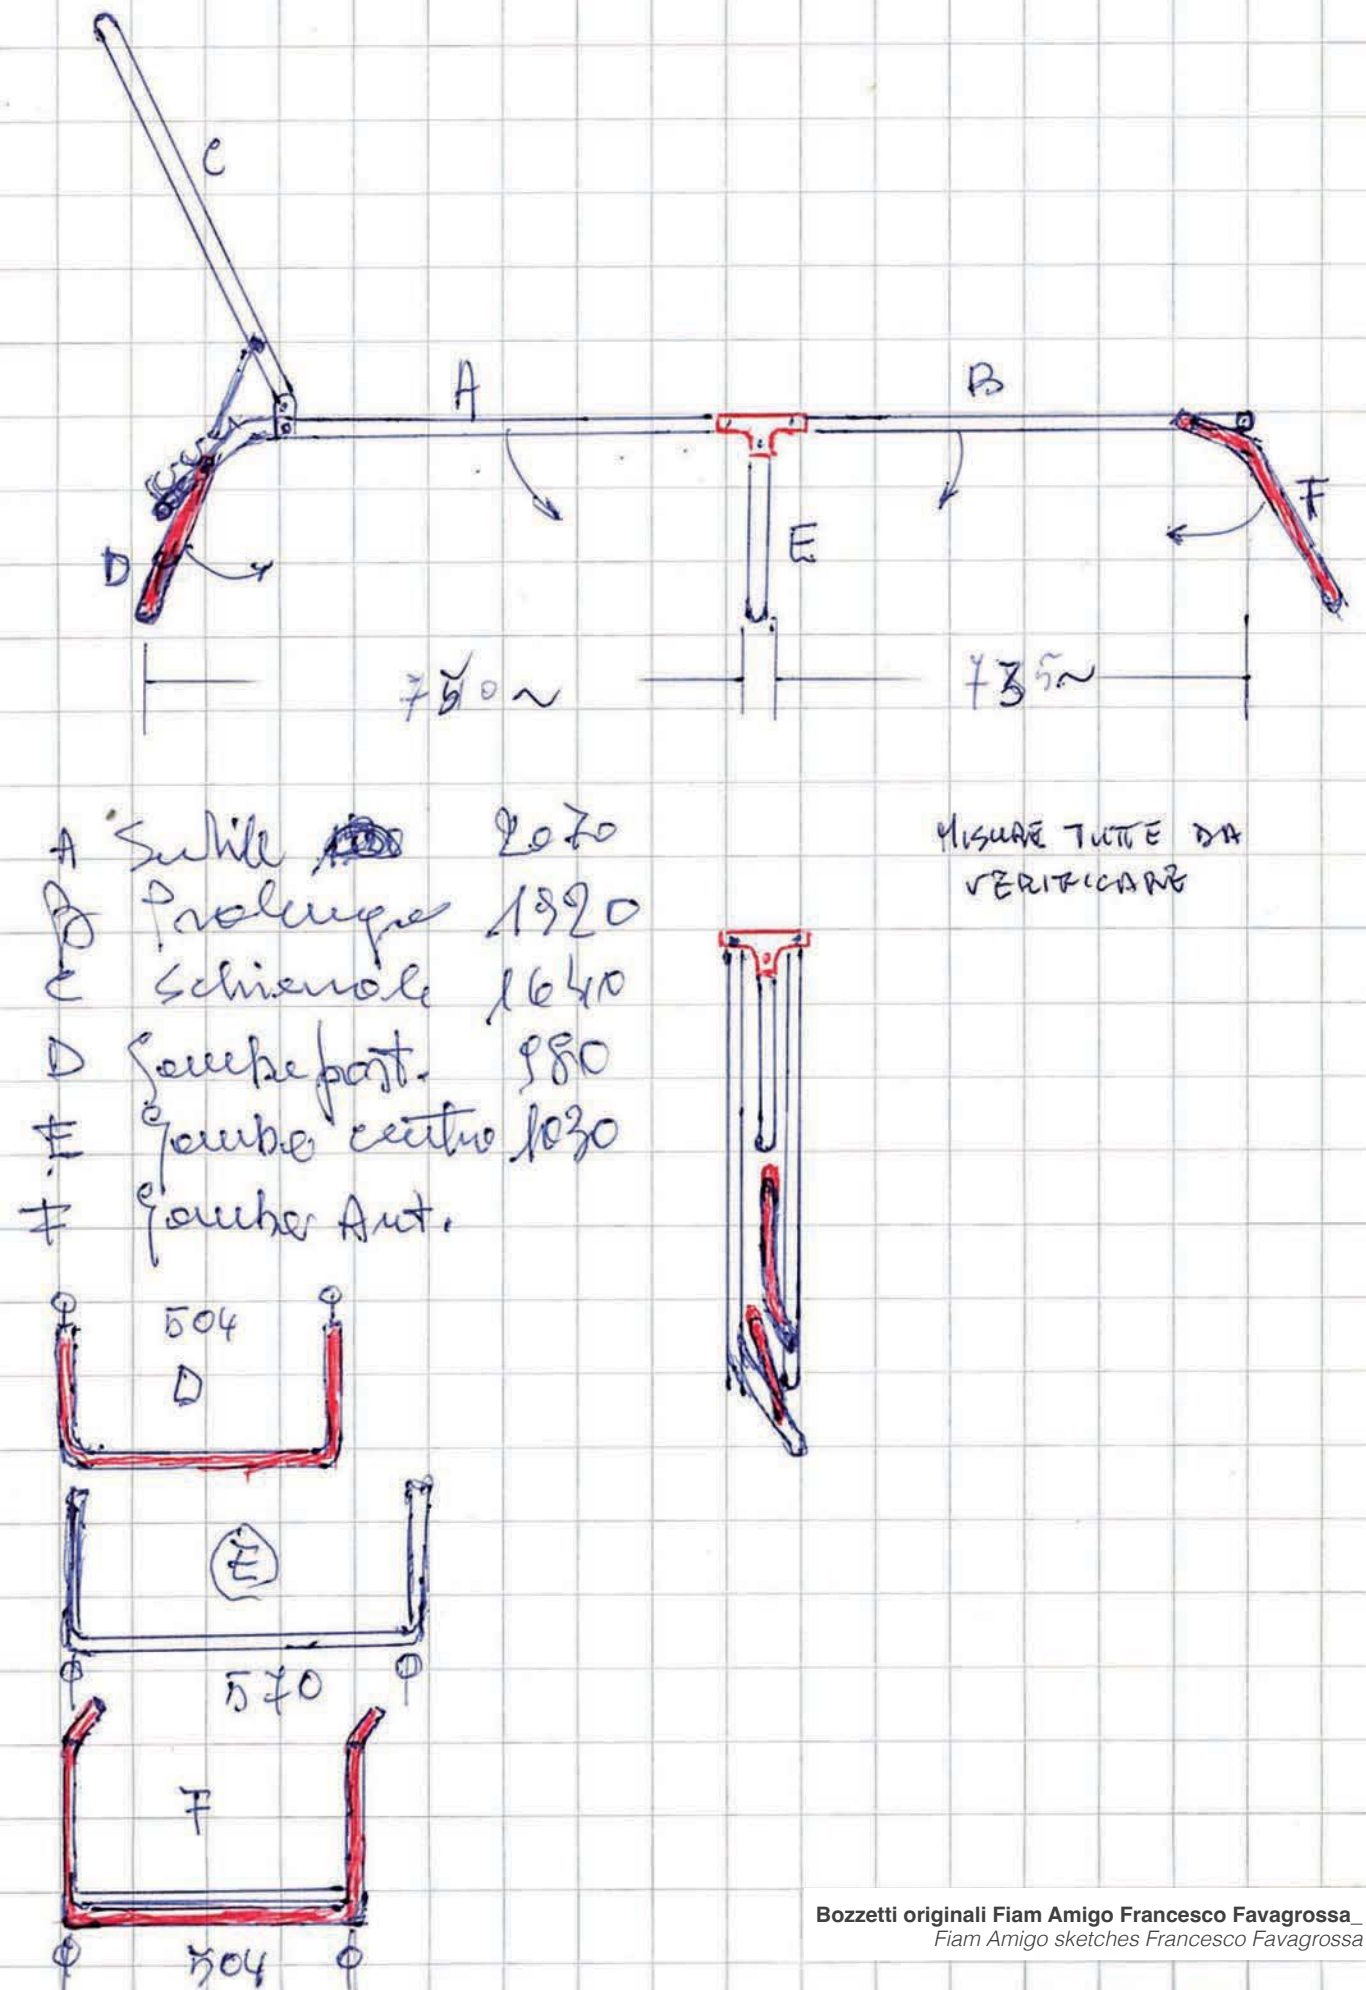 C
A
B
E
F
D
750~
735~
A Sedile 2070
B Prolunga 1920
C Schienale 1640
D Gambe post. 980
E Gambe centro 1030
F Gambe Ant.
MISURE TUTTE DA
VERIFICARE
504
D
E
570
F
504
Bozzetti originali Fiam Amigo Francesco Favagrossa_
Fiam Amigo sketches Francesco Favagrossa